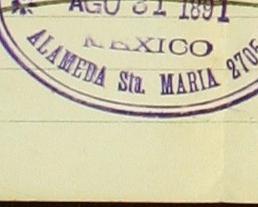 AGO 31 1891
MEXICO
ALAMEDA Sta. MARIA 2705